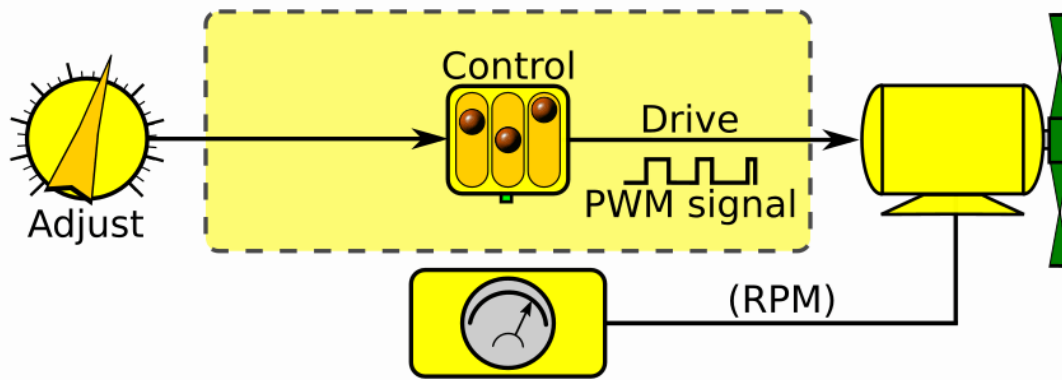 Control
Drive
PWM signal
Adjust
(RPM)